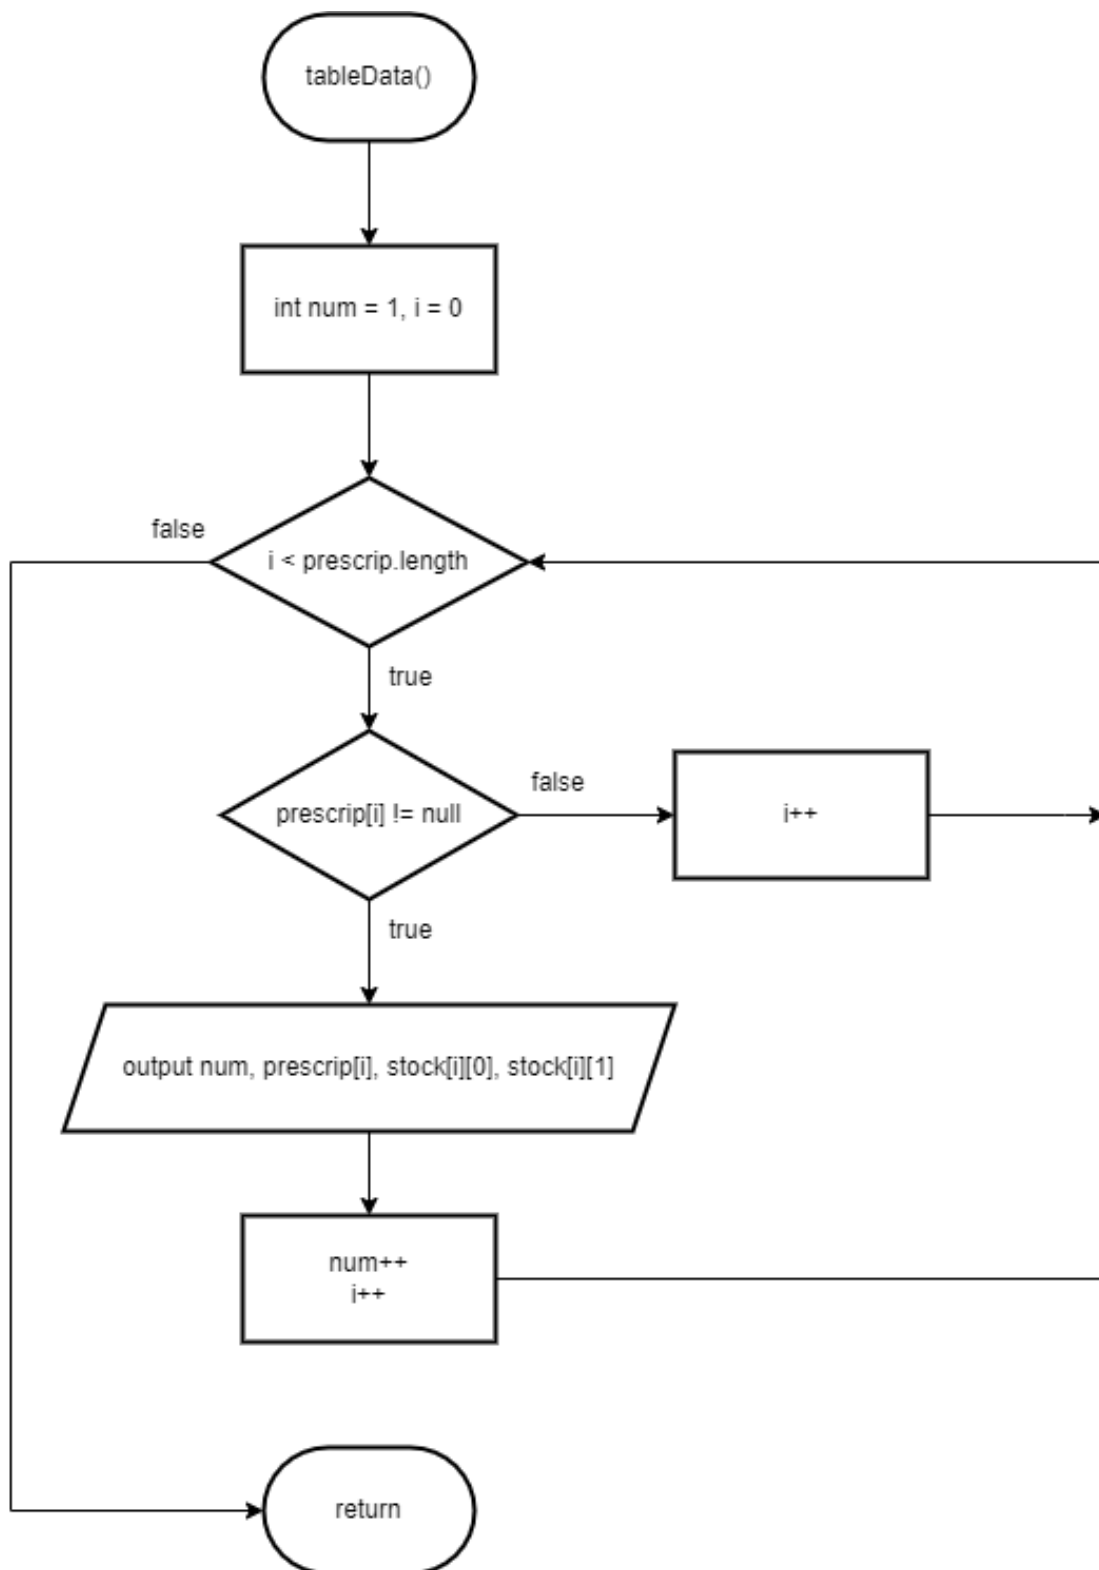 tableData()
int num = 1, i = 0
false
i < prescrip.length
true
prescrip[i] != null
false
i++
true
output num, prescrip[i], stock[i][0], stock[i][1]
num++
i++
return